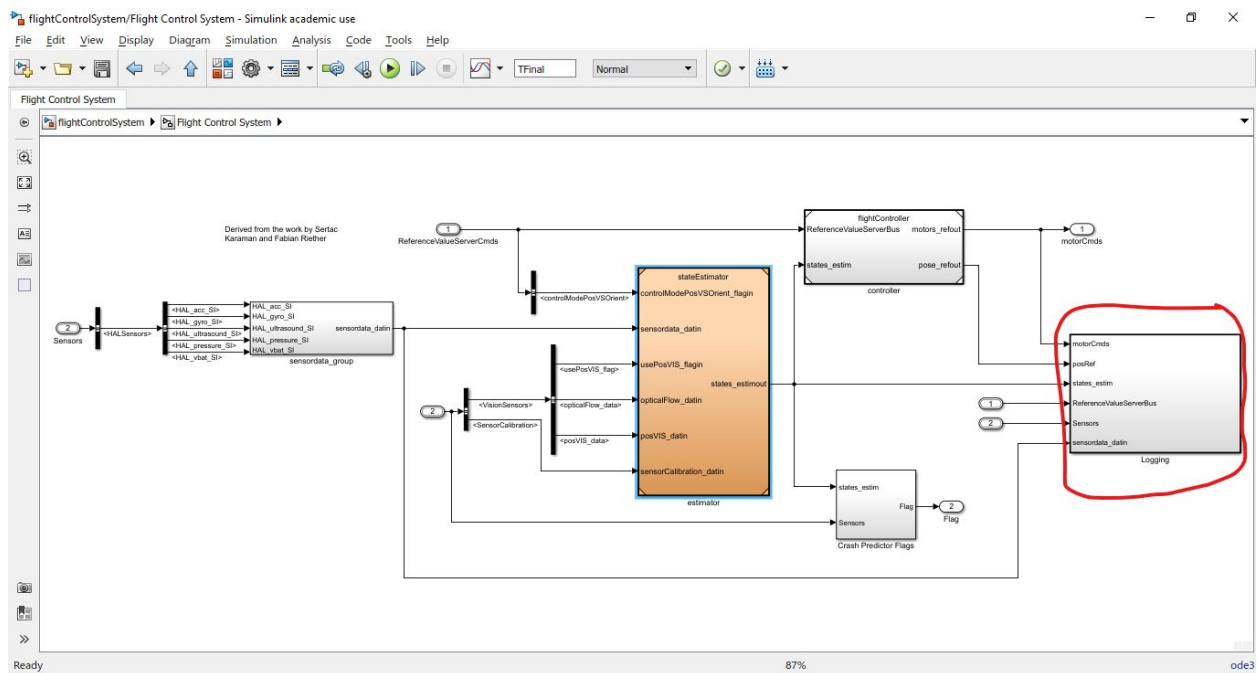 flightControlSystem/Flight Control System - Simulink academic use
File Edit View Display Diagram Simulation Analysis Code Tools Help
TFinal Normal
Flight Control System
flightControlSystem Flight Control System
Derived from the work by Sertac
Karaman and Fabian Riether
1
ReferenceValueServerCmds
flightController
ReferenceValueServerBus motors_refout
states_estim pose_refout
controller
1
motorCmds
<controlModePosVSOrient>
stateEstimator
controlModePosVSOrient_flagin
sensordata_datin
usePosVIS_flagin
opticalFlow_datin
posVIS_datin
sensorCalibration_datin
states_estimout
estimator
2
Sensors
<HALSensors>
<HAL_acc_SI>
<HAL_gyro_SI>
<HAL_ultrasound_SI>
<HAL_pressure_SI>
<HAL_vbat_SI>
HAL_acc_SI
HAL_gyro_SI
HAL_ultrasound_SI
HAL_pressure_SI
HAL_vbat_SI
sensordata_datin
sensordata_group
2
<VisionSensors>
<SensorCalibration>
<usePosVIS_flag>
<opticalFlow_data>
<posVIS_data>
motorCmds
posRef
states_estim
1
ReferenceValueServerBus
2
Sensors
sensordata_datin
Logging
states_estim
Flag
Sensors
Crash Predictor Flags
2
Flag
Ready 87% ode3